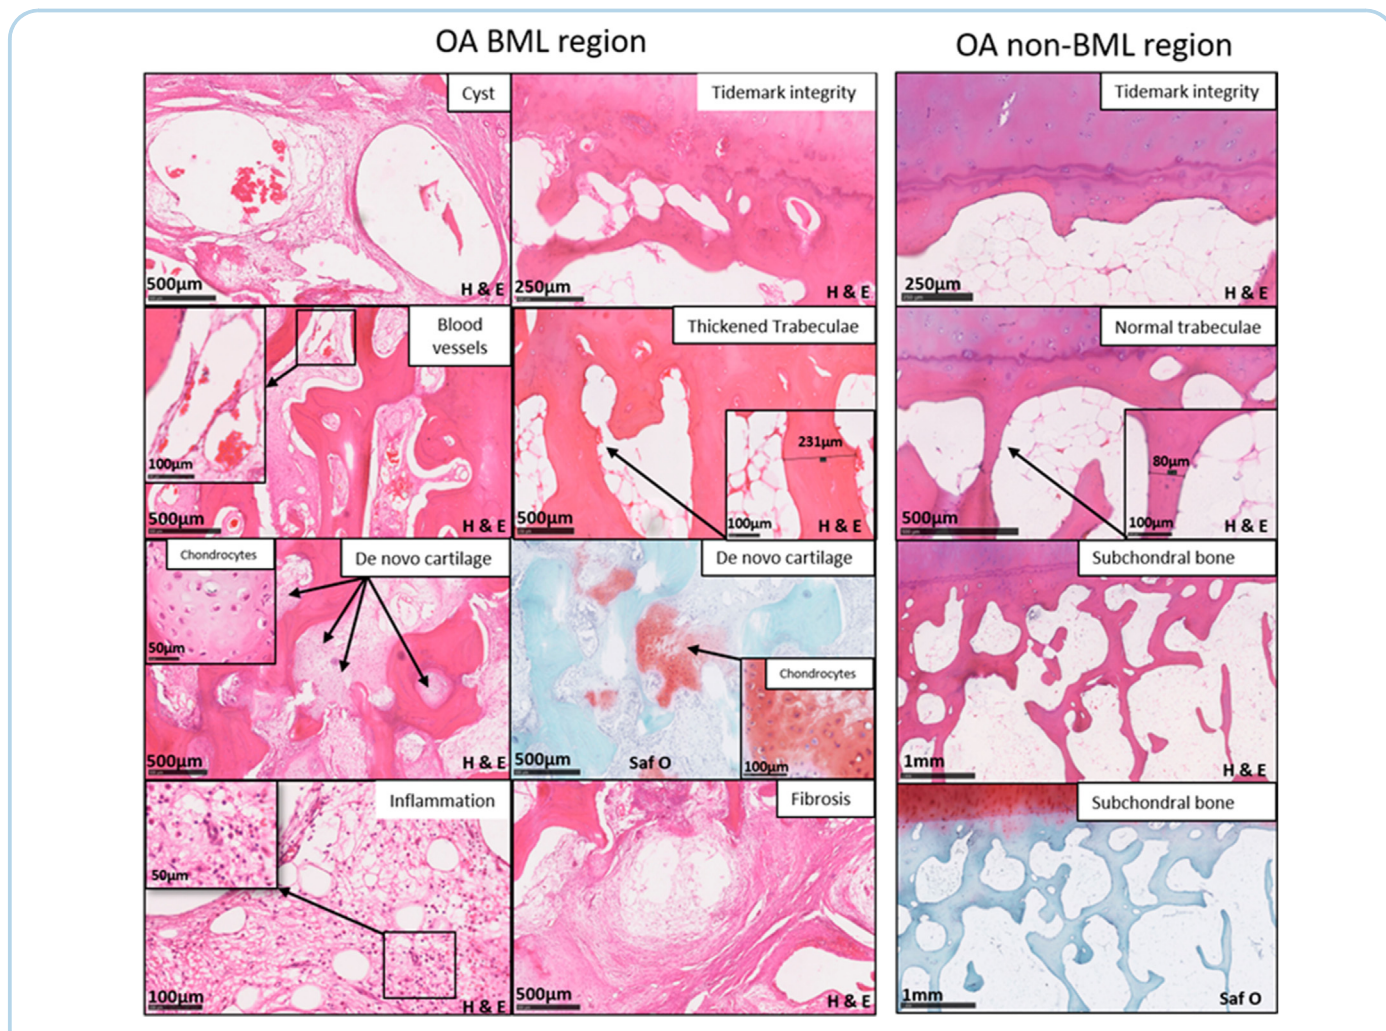 OA BML region
OA non-BML region
Cyst
500µm
H & E
Tidemark integrity
250µm
H & E
Tidemark integrity
250µm
H & E
Blood
vessels
100µm
500µm
H & E
Thickened Trabeculae
231µm
100µm
500µm
H & E
Normal trabeculae
80µm
100µm
500µm
H & E
Chondrocytes
De novo cartilage
50µm
500µm
H & E
De novo cartilage
Chondrocytes
100µm
500µm
Saf O
Subchondral bone
1mm
H & E
Inflammation
50µm
100µm
H & E
Fibrosis
500µm
H & E
Subchondral bone
1mm
Saf O